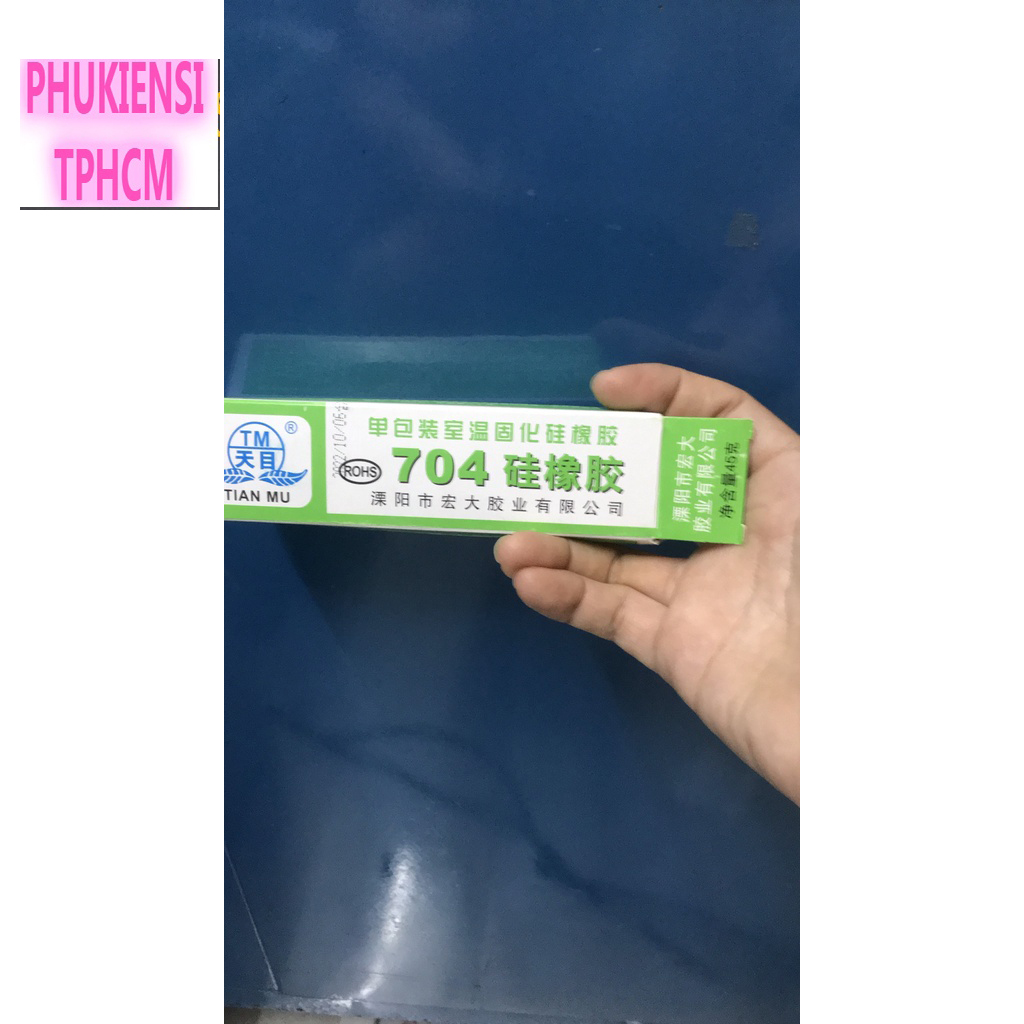 PHUKIENSI
TPHCM
TM
天目
®
TIAN MU
ROHS
单包装室温固化硅橡胶
704 硅橡胶
溧阳市宏大胶业有限公司
溧阳市宏大
胶业有限公司
净含量45克